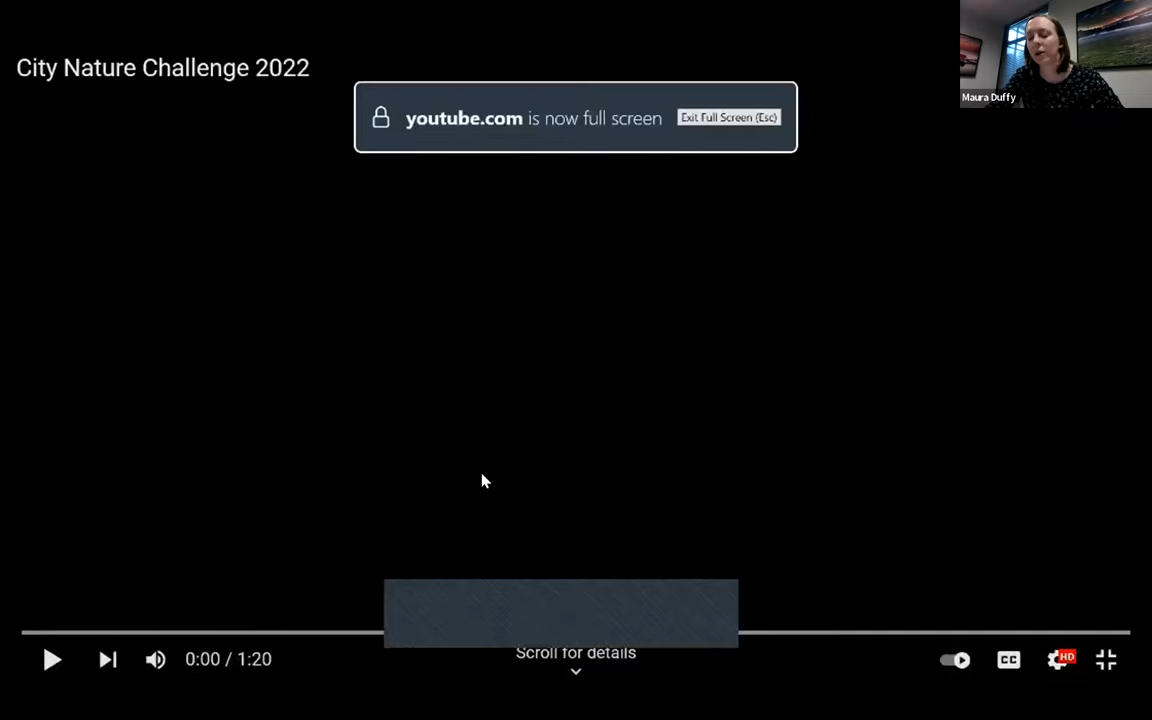 City Nature Challenge 2022
youtube.com is now full screen Exit Full Screen (Esc)
Maura Duffy
0:00 / 1:20
Scroll for details
CC
HD